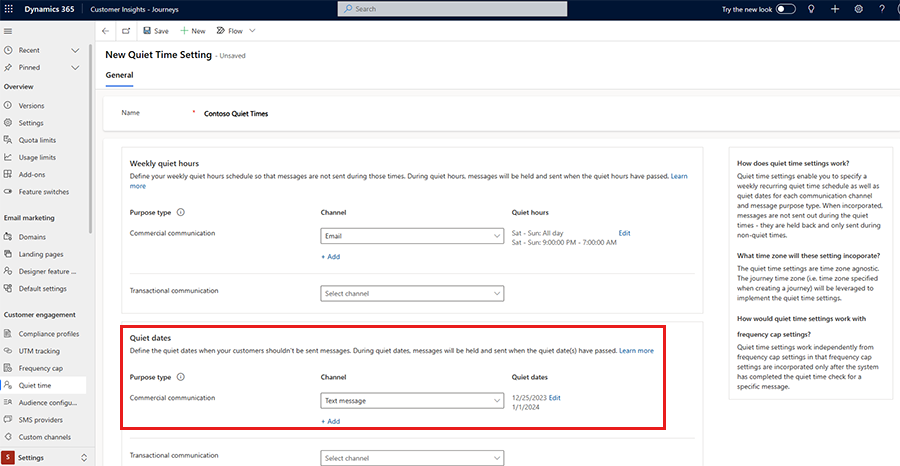 Dynamics 365 Customer Insights - Journeys Search Try the new look
Save New Flow
Recent
Pinned
Overview
Versions
Settings
Quota limits
Usage limits
Add-ons
Feature switches
Email marketing
Domains
Landing pages
Designer feature ...
Default settings
Customer engagement
Compliance profiles
UTM tracking
Frequency cap
Quiet time
Audience configu...
SMS providers
Custom channels
S Settings
New Quiet Time Setting - Unsaved
General
Name * Contoso Quiet Times
Weekly quiet hours
Define your weekly quiet hours schedule so that messages are not sent during those times. During quiet hours, messages will be held and sent when the quiet hours have passed. Learn
more
Purpose type Channel Quiet hours
Commercial communication Email Sat - Sun: All day Edit
Sat - Sun: 9:00:00 PM - 7:00:00 AM
+ Add
Transactional communication Select channel
Quiet dates
Define the quiet dates when your customers shouldn't be sent messages. During quiet dates, messages will be held and sent when the quiet date(s) have passed. Learn more
Purpose type Channel Quiet dates
Commercial communication Text message 12/25/2023 Edit
1/1/2024
+ Add
Transactional communication Select channel
How does quiet time settings work?
Quiet time settings enable you to specify a
weekly recurring quiet time schedule as well as
quiet dates for each communication channel
and message purpose type. When incorporated,
messages are not sent out during the quiet
times - they are held back and only sent during
non-quiet times.
What time zone will these setting incoporate?
The quiet time settings are time zone agnostic.
The journey time zone (i.e. time zone specified
when creating a journey) will be leveraged to
implement the quiet time settings.
How would quiet time settings work with
frequency cap settings?
Quiet time settings work independently from
frequency cap settings in that frequency cap
settings are incorporated only after the system
has completed the quiet time check for a
specific message.